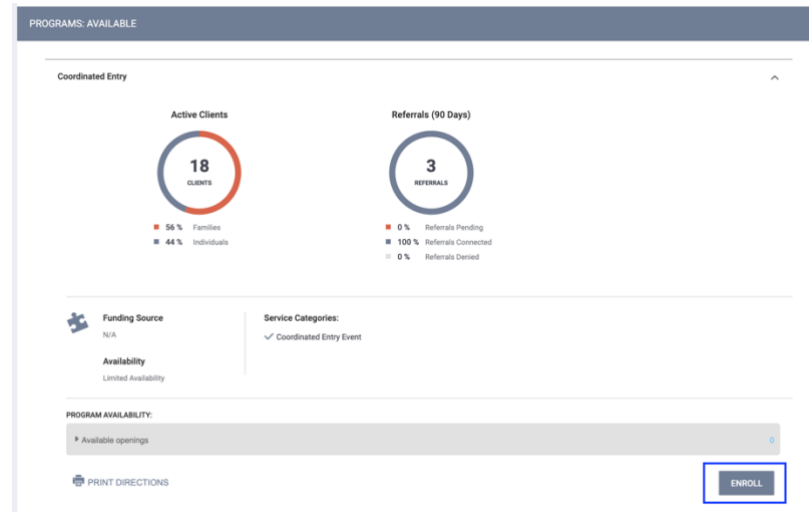 PROGRAMS: AVAILABLE
Coordinated Entry
Active Clients
18
CLIENTS
56 % Families
44 % Individuals
Referrals (90 Days)
3
REFERRALS
0 % Referrals Pending
100 % Referrals Connected
0 % Referrals Denied
Funding Source
N/A
Availability
Limited Availability
Service Categories:
Coordinated Entry Event
PROGRAM AVAILABILITY:
Available openings 0
PRINT DIRECTIONS
ENROLL